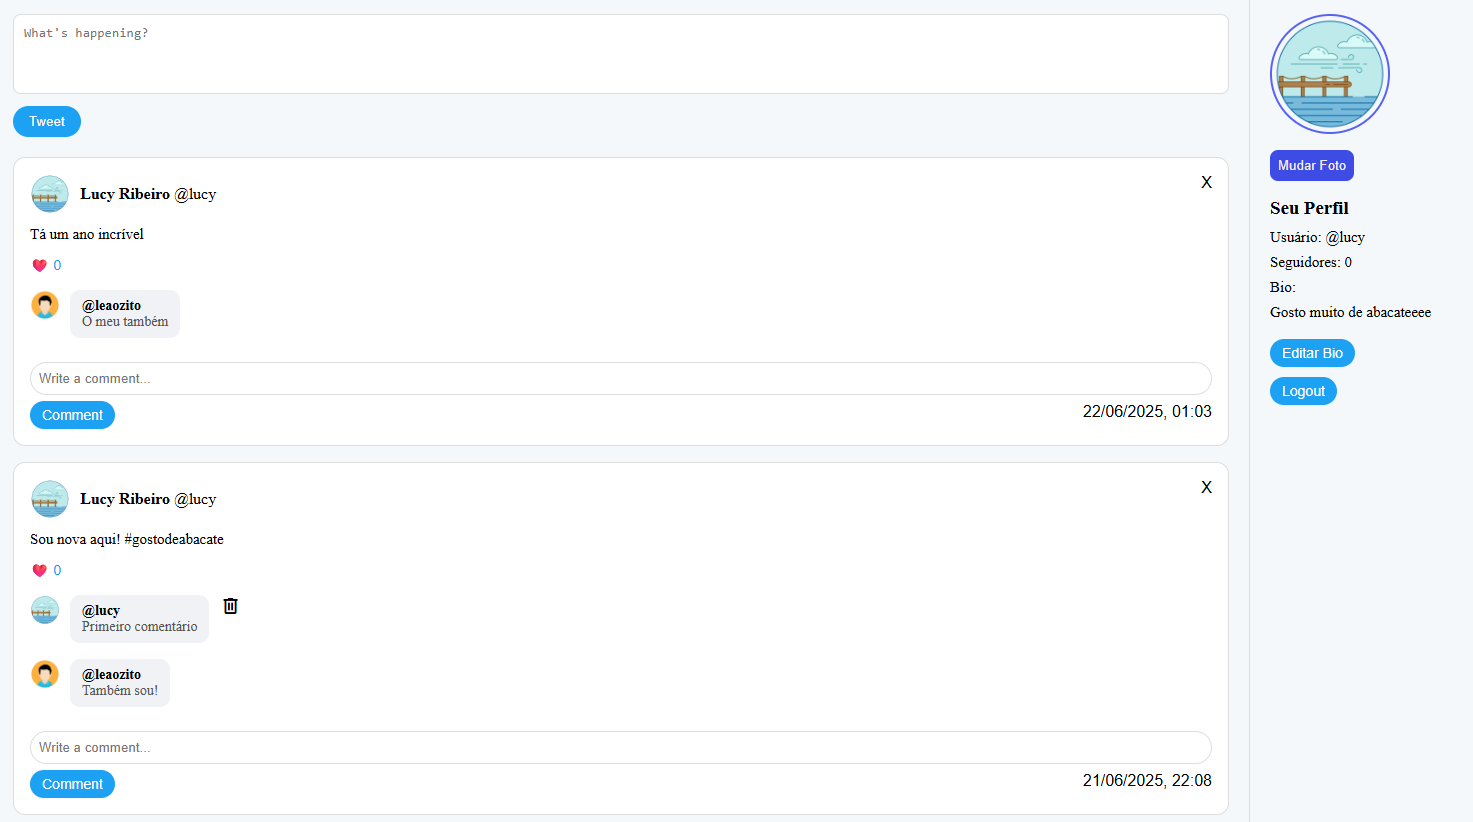 What's happening?
Tweet
Lucy Ribeiro @lucy
X
Tá um ano incrível
0
@leaozito
O meu também
Write a comment...
Comment
22/06/2025, 01:03
Lucy Ribeiro @lucy
X
Sou nova aqui! #gostodeabacate
0
@lucy
Primeiro comentário
@leaozito
Também sou!
Write a comment...
Comment
21/06/2025, 22:08
Mudar Foto
Seu Perfil
Usuário: @lucy
Seguidores: 0
Bio:
Gosto muito de abacateeee
Editar Bio
Logout